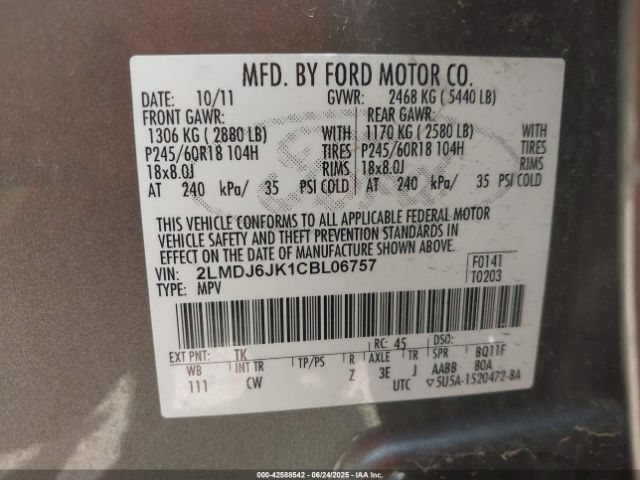 MFD. BY FORD MOTOR CO.
DATE: 10/11 GVWR: 2468 KG ( 5440 LB)
FRONT GAWR: REAR GAWR:
1306 KG ( 2880 LB) WITH 1170 KG ( 2580 LB) WITH
P245/60R18 104H TIRES P245/60R18 104H TIRES
18x8.0J RIMS 18x8.0J RIMS
AT 240 kPa/ 35 PSI COLD AT 240 kPa/ 35 PSI COLD
THIS VEHICLE CONFORMS TO ALL APPLICABLE FEDERAL MOTOR
VEHICLE SAFETY AND THEFT PREVENTION STANDARDS IN
EFFECT ON THE DATE OF MANUFACTURE SHOWN ABOVE.
VIN: 2LMDJ6JK1CBL06757 F0141
TYPE: MPV T0203
EXT PNT: TK RC: 45 DSO:
WB INT TR TP/PS R AXLE TR SPR BQ11F
111 CW Z 3E J AABB BOA
UTC ▽5U5A-1520472-BA
000-42588542 - 06/24/2025 - IAAI, Inc.